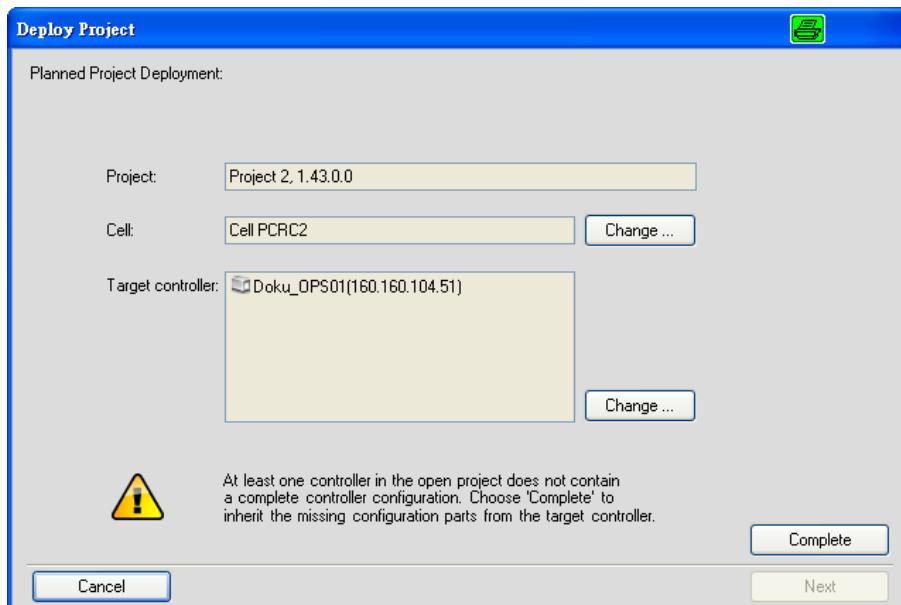 Deploy Project
Planned Project Deployment:
Project: Project 2, 1.43.0.0
Cell: Cell PCRC2 Change ...
Target controller: Doku_OPS01(160.160.104.51)
Change ...
At least one controller in the open project does not contain
a complete controller configuration. Choose 'Complete' to
inherit the missing configuration parts from the target controller.
Complete
Cancel Next